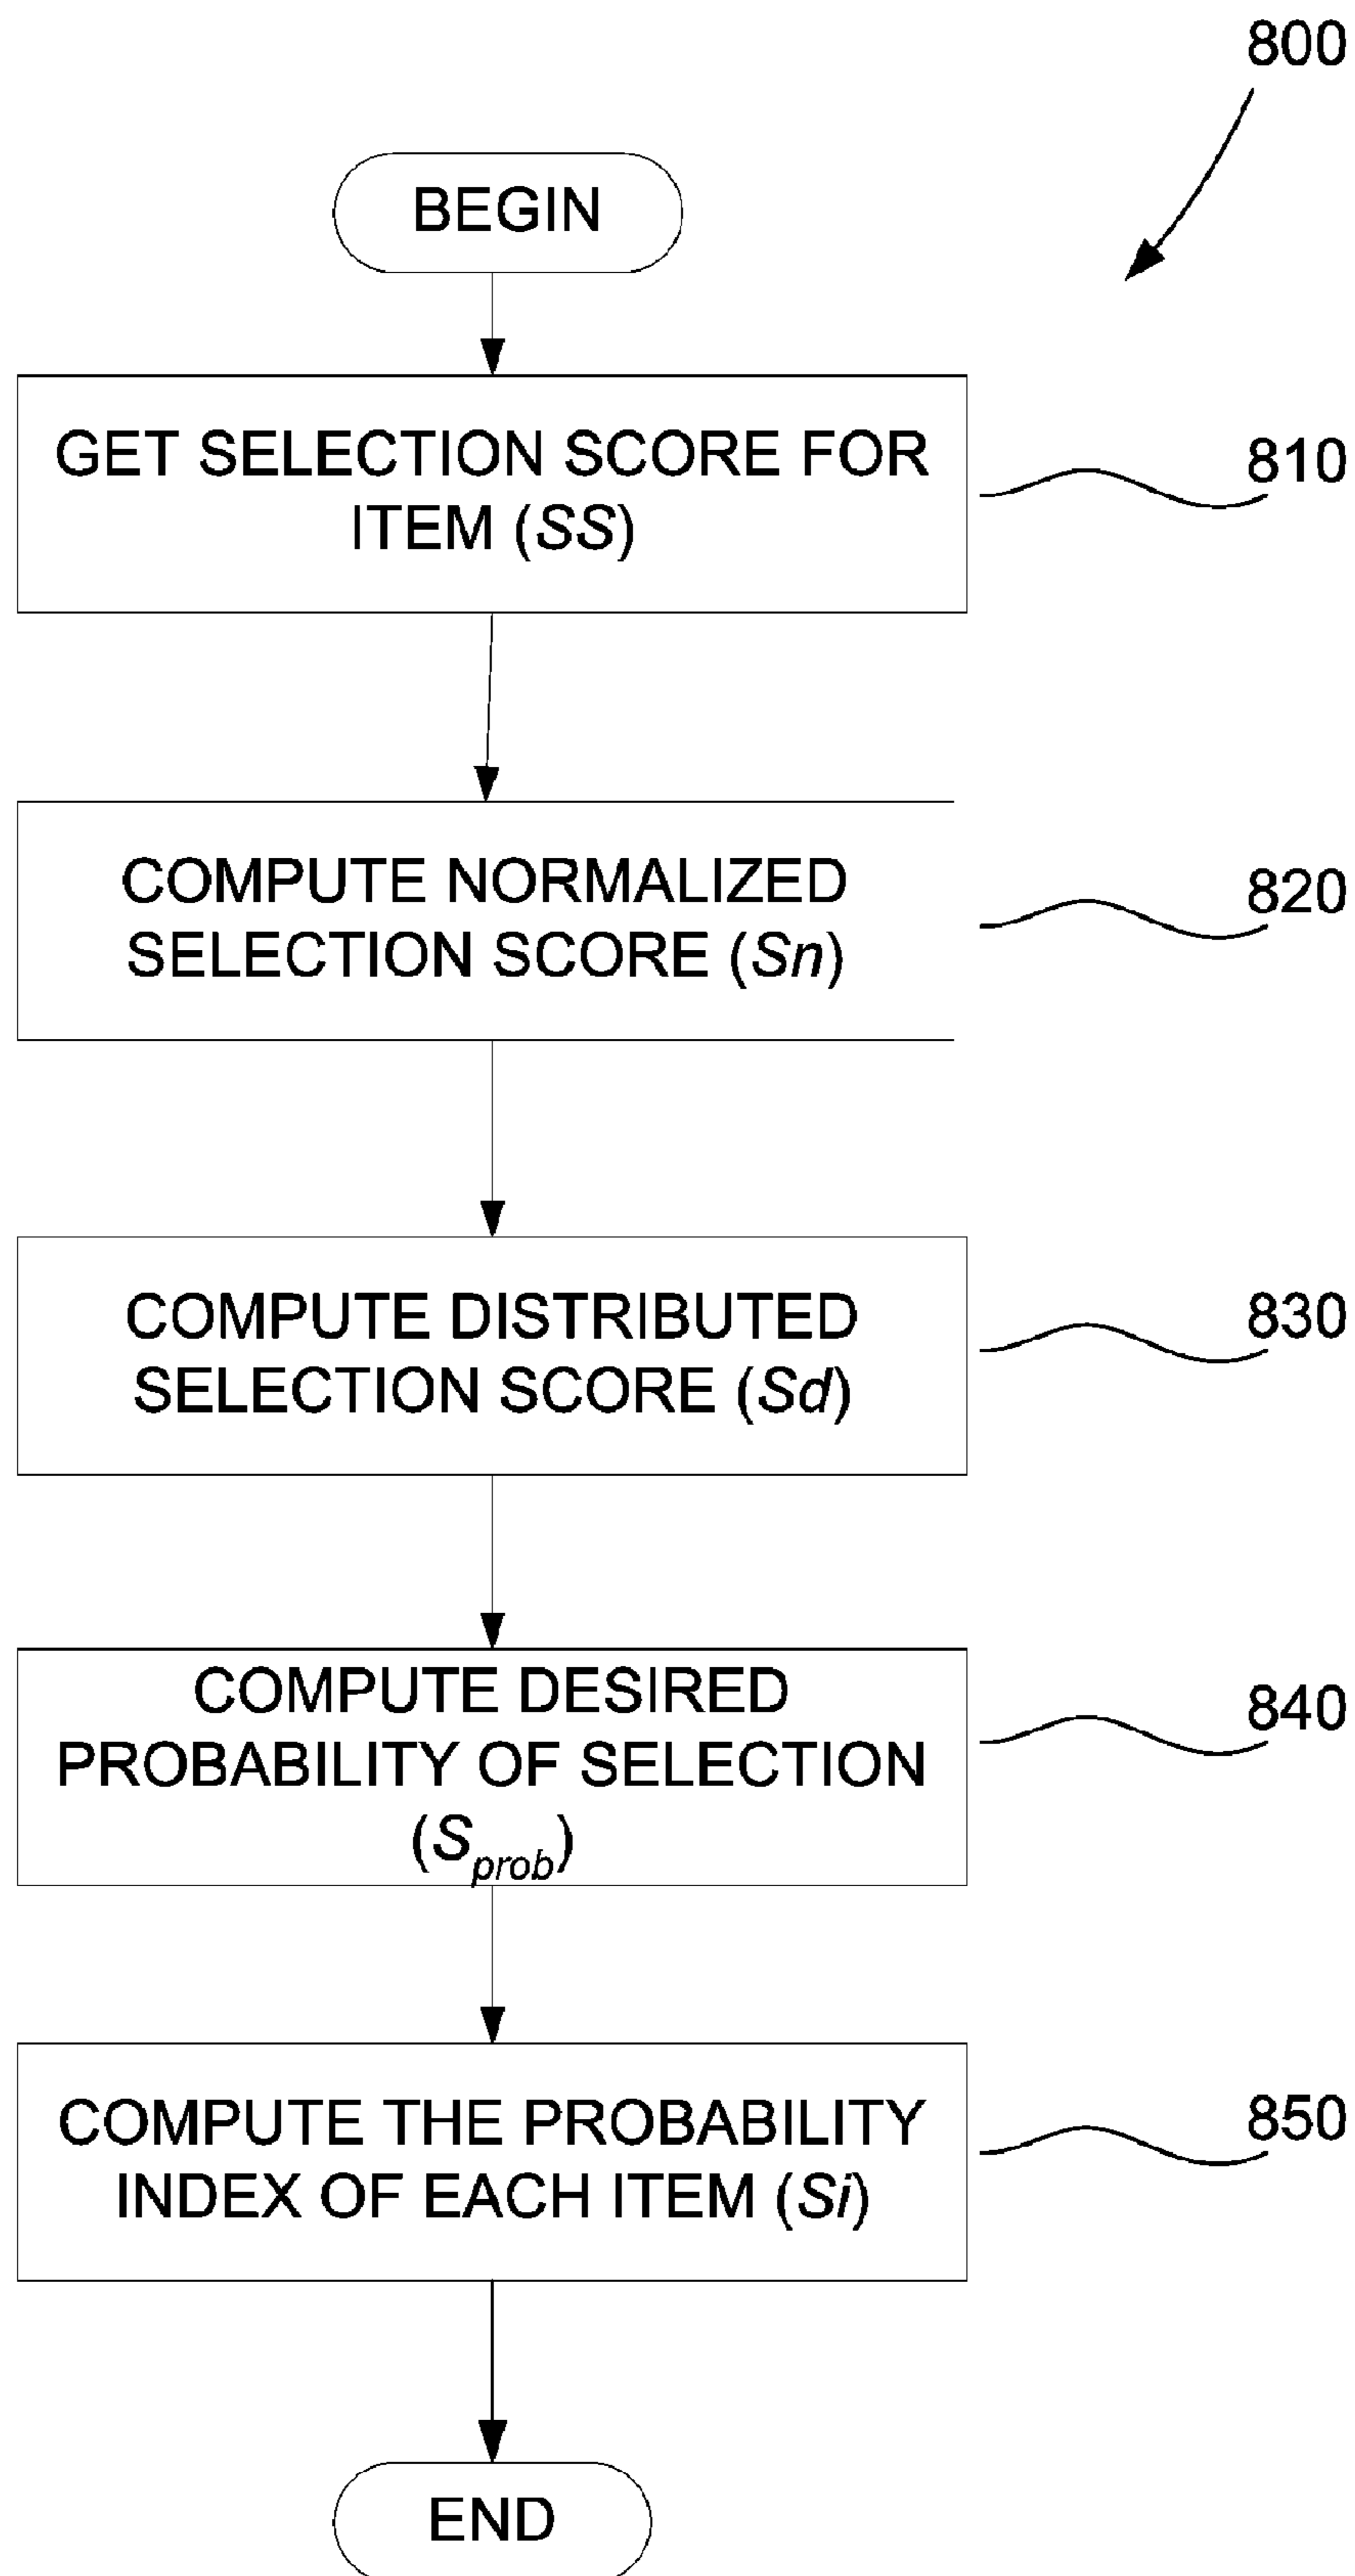 800
BEGIN
GET SELECTION SCORE FOR
ITEM (SS)
810
COMPUTE NORMALIZED
SELECTION SCORE (Sn)
820
COMPUTE DISTRIBUTED
SELECTION SCORE (Sd)
830
COMPUTE DESIRED
PROBABILITY OF SELECTION
(Sprob)
840
COMPUTE THE PROBABILITY
INDEX OF EACH ITEM (Si)
850
END